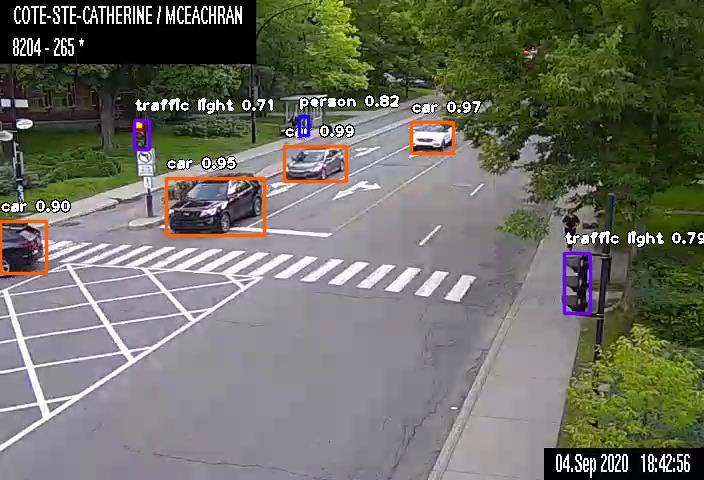 COTE-STE-CATHERINE / MCEACHRAN
8204 - 265 *
traffic light 0.71
person 0.82
car 0.97
car 0.99
car 0.95
car 0.90
traffic light 0.79
04.Sep 2020 18:42:56